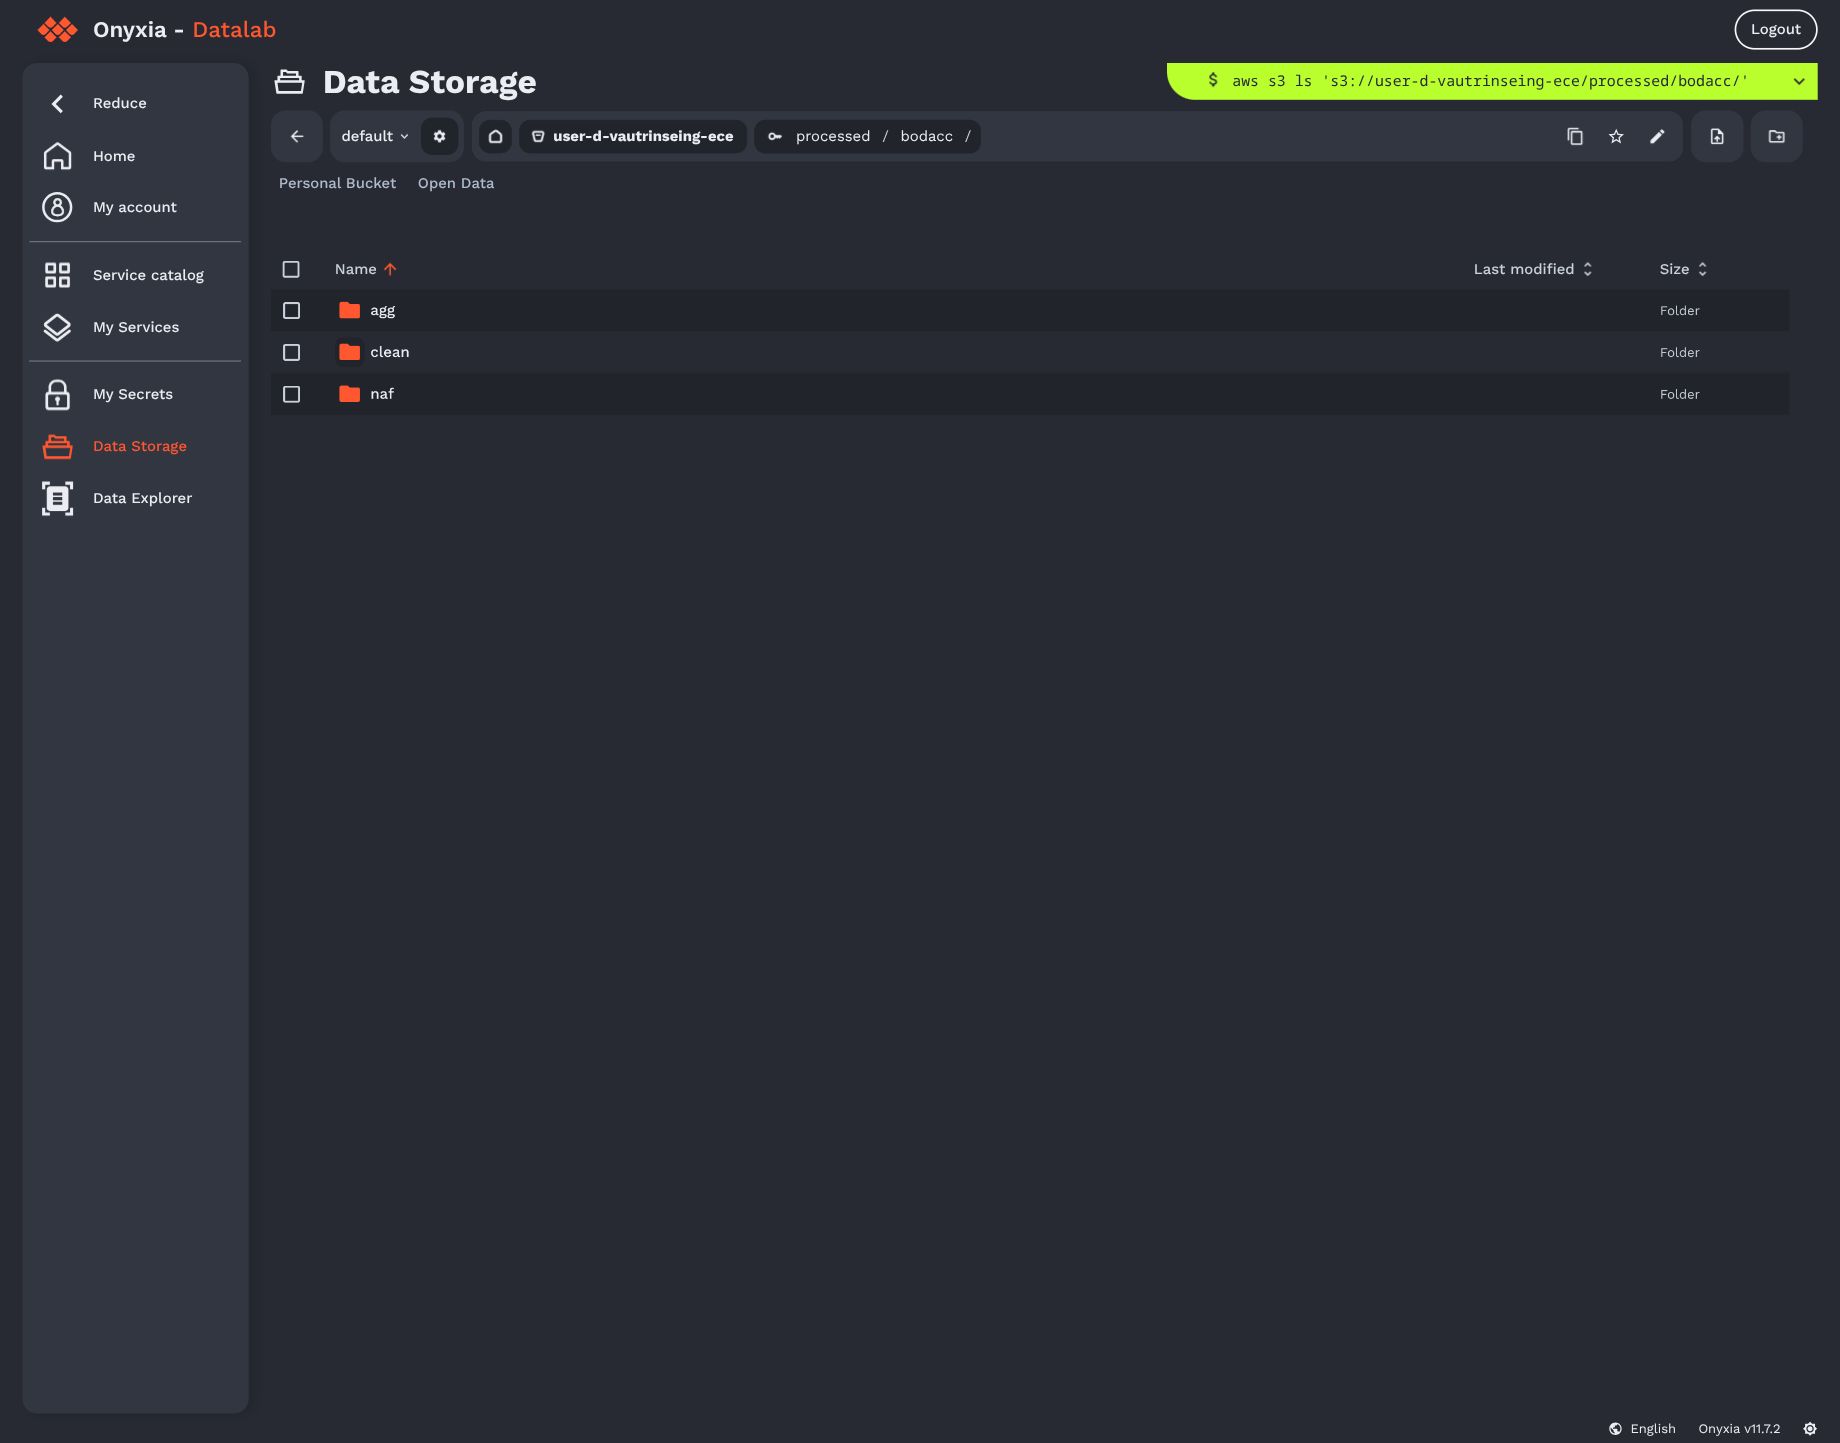 Onyxia - Datalab
Logout
Reduce
Home
My account
Service catalog
My Services
My Secrets
Data Storage
Data Explorer
Data Storage
$ aws s3 ls 's3://user-d-vautrinseing-ece/processed/bodacc/'
default
user-d-vautrinseing-ece
processed / bodacc /
Personal Bucket Open Data
Name Last modified Size
agg Folder
clean Folder
naf Folder
English Onyxia v11.7.2